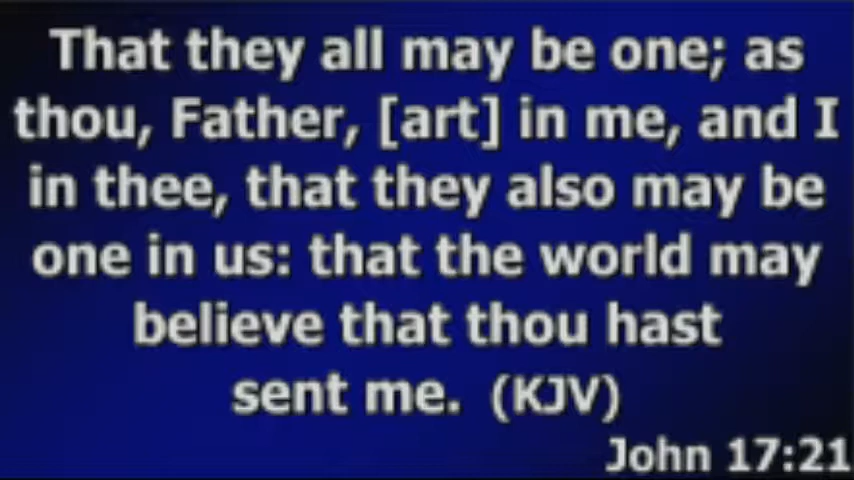 That they all may be one; as
thou, Father, [art] in me, and I
in thee, that they also may be
one in us: that the world may
believe that thou hast
sent me. (KJV)
John 17:21